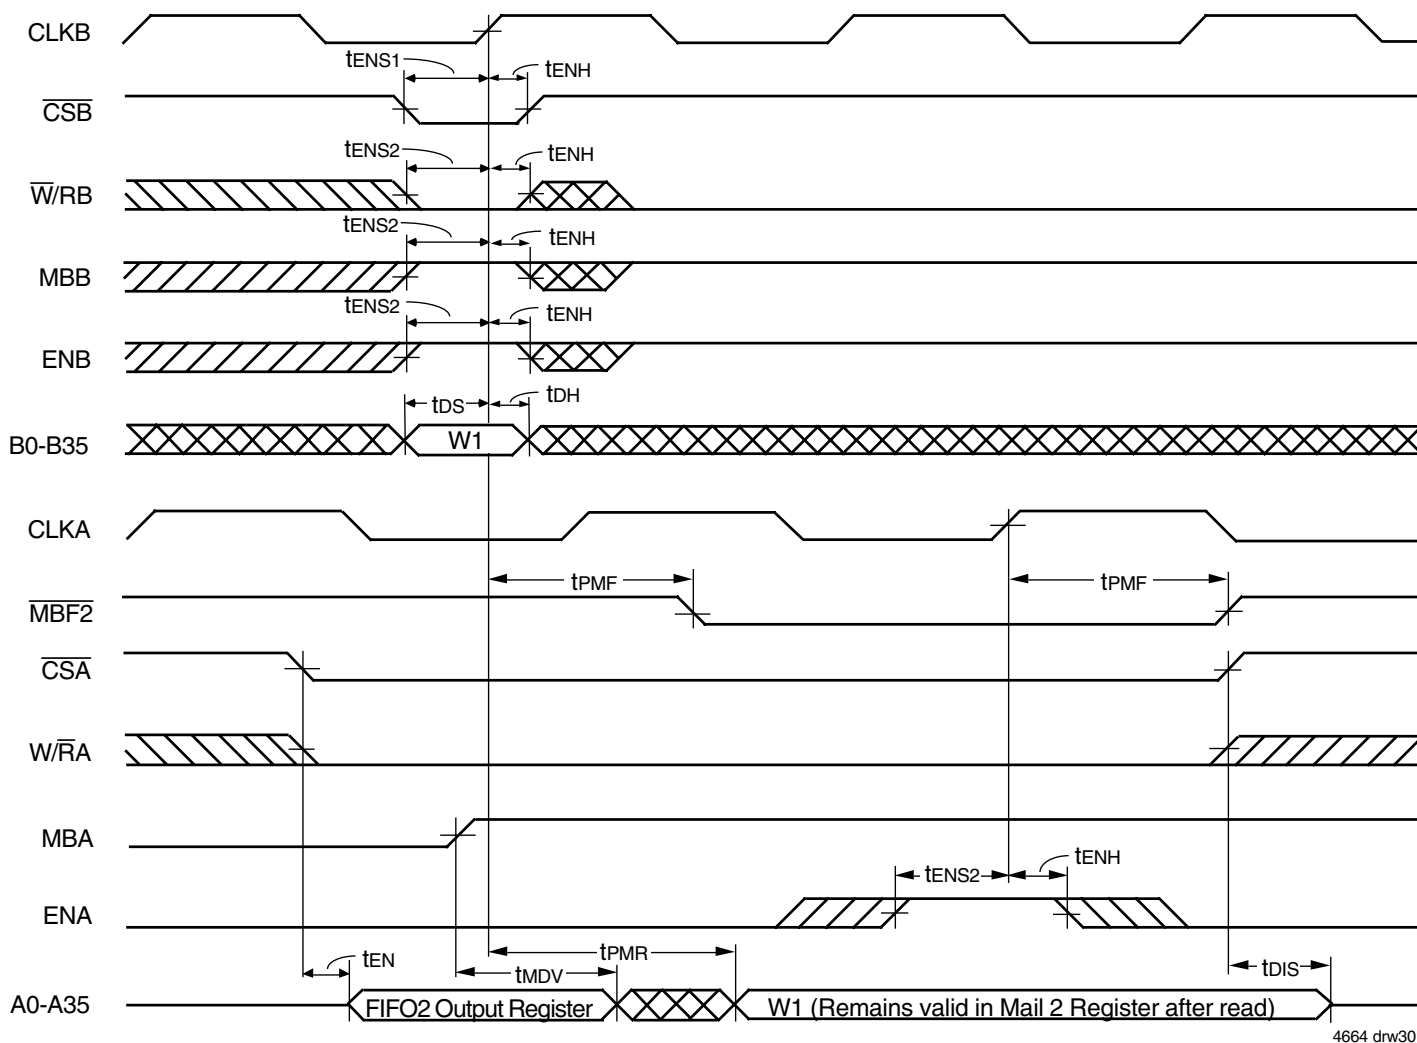 CLKB
tENS1
tENH
CSB
tENS2
tENH
W/RB
tENS2
tENH
MBB
tENS2
tENH
ENB
tDS
tDH
B0-B35
W1
CLKA
tPMF
tPMF
MBF2
CSA
W/RA
MBA
tENS2
tENH
ENA
tEN
tMDV
tPMR
tDIS
A0-A35
FIFO2 Output Register
W1 (Remains valid in Mail 2 Register after read)
4664 drw30